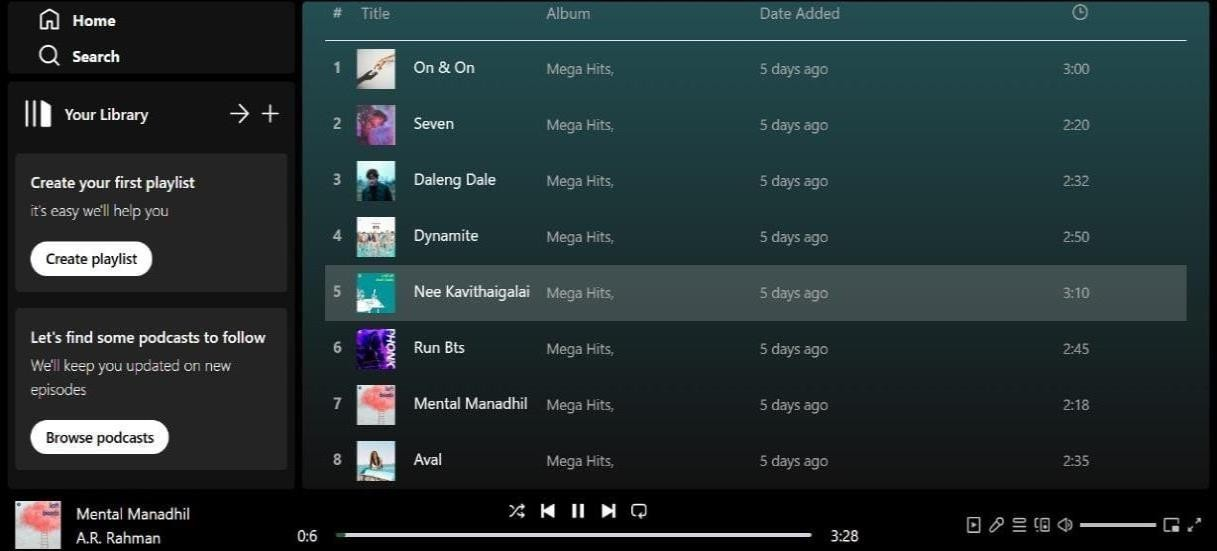 Home
Search
Your Library
Create your first playlist
it's easy we'll help you
Create playlist
Let's find some podcasts to follow
We'll keep you updated on new
episodes
Browse podcasts
# Title Album Date Added
1 On & On Mega Hits, 5 days ago 3:00
2 Seven Mega Hits, 5 days ago 2:20
3 Daleng Dale Mega Hits, 5 days ago 2:32
4 Dynamite Mega Hits, 5 days ago 2:50
5 Nee Kavithaigalai Mega Hits, 5 days ago 3:10
6 Run Bts Mega Hits, 5 days ago 2:45
7 Mental Manadhil Mega Hits, 5 days ago 2:18
8 Aval Mega Hits, 5 days ago 2:35
Mental Manadhil
A.R. Rahman
0:6 3:28